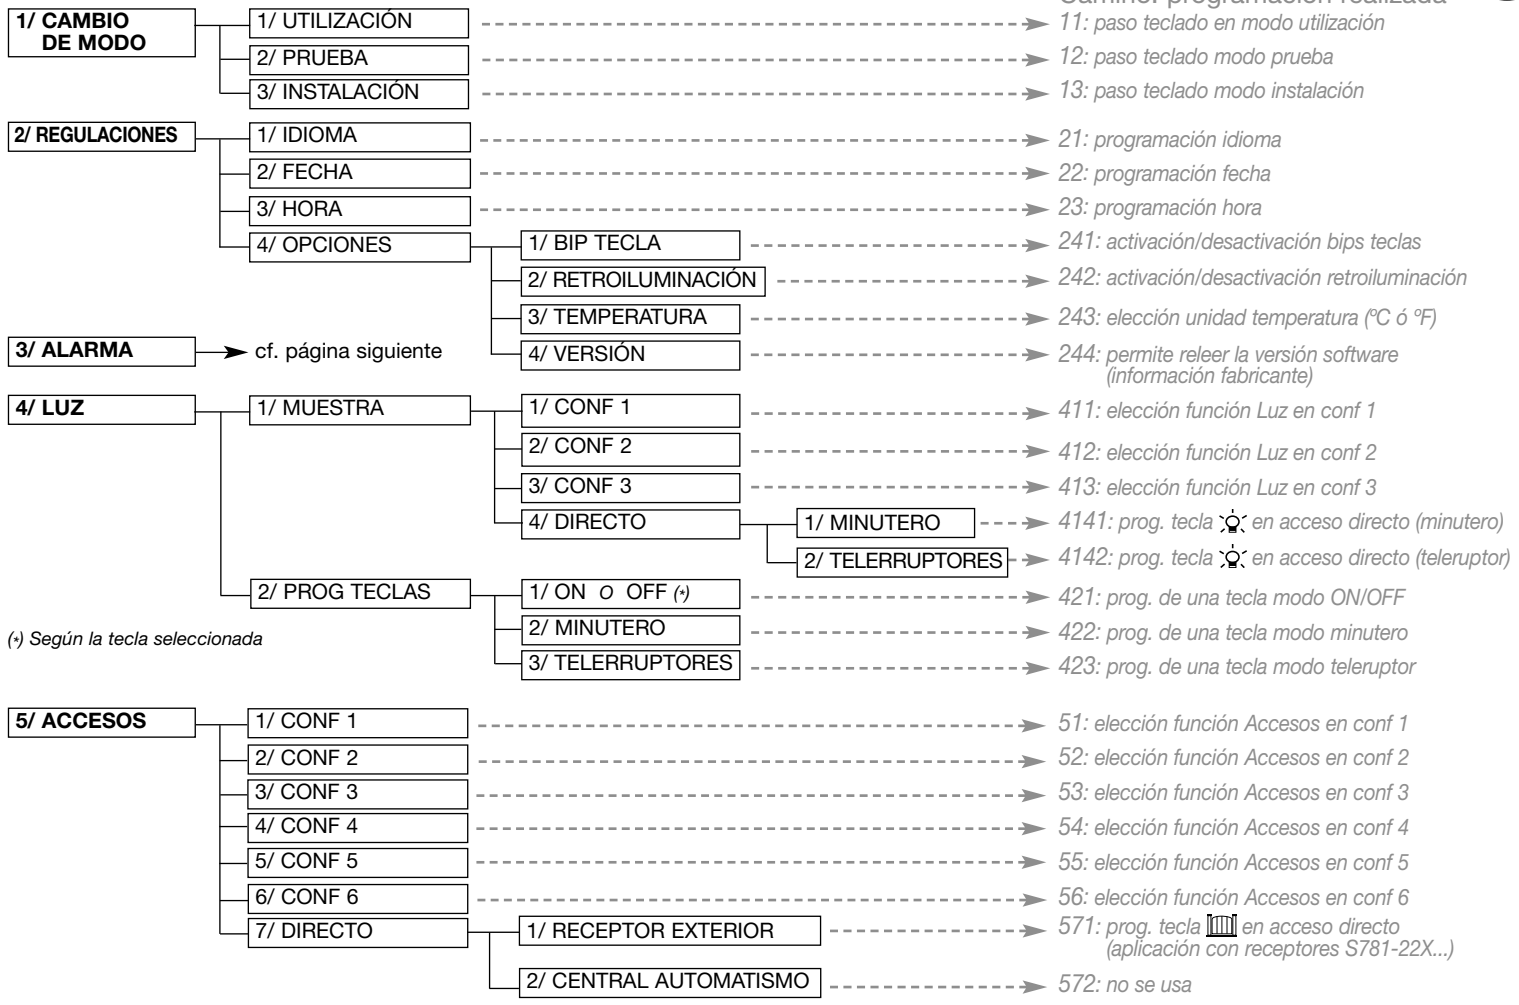 Camino: programación realizada
1/ CAMBIO DE MODO
1/ UTILIZACIÓN
11: paso teclado en modo utilización
2/ PRUEBA
12: paso teclado modo prueba
3/ INSTALACIÓN
13: paso teclado modo instalación
2/ REGULACIONES
1/ IDIOMA
21: programación idioma
2/ FECHA
22: programación fecha
3/ HORA
23: programación hora
4/ OPCIONES
1/ BIP TECLA
241: activación/desactivación bips teclas
2/ RETROILUMINACIÓN
242: activación/desactivación retroiluminación
3/ TEMPERATURA
243: elección unidad temperatura (ºC ó ºF)
4/ VERSIÓN
244: permite releer la versión software
(información fabricante)
3/ ALARMA
cf. página siguiente
4/ LUZ
1/ MUESTRA
1/ CONF 1
411: elección función Luz en conf 1
2/ CONF 2
412: elección función Luz en conf 2
3/ CONF 3
413: elección función Luz en conf 3
4/ DIRECTO
1/ MINUTERO
4141: prog. tecla en acceso directo (minutero)
2/ TELERRUPTORES
4142: prog. tecla en acceso directo (teleruptor)
2/ PROG TECLAS
1/ ON O OFF (*)
421: prog. de una tecla modo ON/OFF
2/ MINUTERO
422: prog. de una tecla modo minutero
3/ TELERRUPTORES
423: prog. de una tecla modo teleruptor
(*) Según la tecla seleccionada
5/ ACCESOS
1/ CONF 1
51: elección función Accesos en conf 1
2/ CONF 2
52: elección función Accesos en conf 2
3/ CONF 3
53: elección función Accesos en conf 3
4/ CONF 4
54: elección función Accesos en conf 4
5/ CONF 5
55: elección función Accesos en conf 5
6/ CONF 6
56: elección función Accesos en conf 6
7/ DIRECTO
1/ RECEPTOR EXTERIOR
571: prog. tecla en acceso directo
(aplicación con receptores S781-22X...)
2/ CENTRAL AUTOMATISMO
572: no se usa